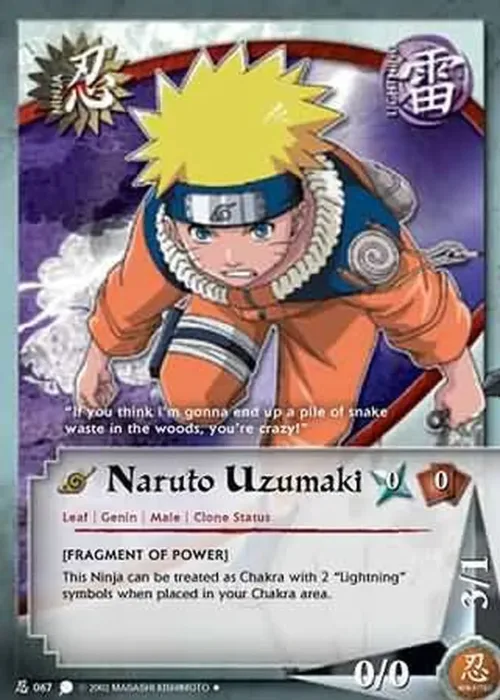 NINJA
忍
LIGHTNING
雷
"If you think I'm gonna end up a pile of snake
waste in the woods, you're crazy!"
Naruto Uzumaki
0
0
Leaf | Genin | Male | Clone Status
[FRAGMENT OF POWER]
This Ninja can be treated as Chakra with 2 "Lightning"
symbols when placed in your Chakra area.
3/1
0/0
忍
忍 067 © 2002 MASASHI KISHIMOTO